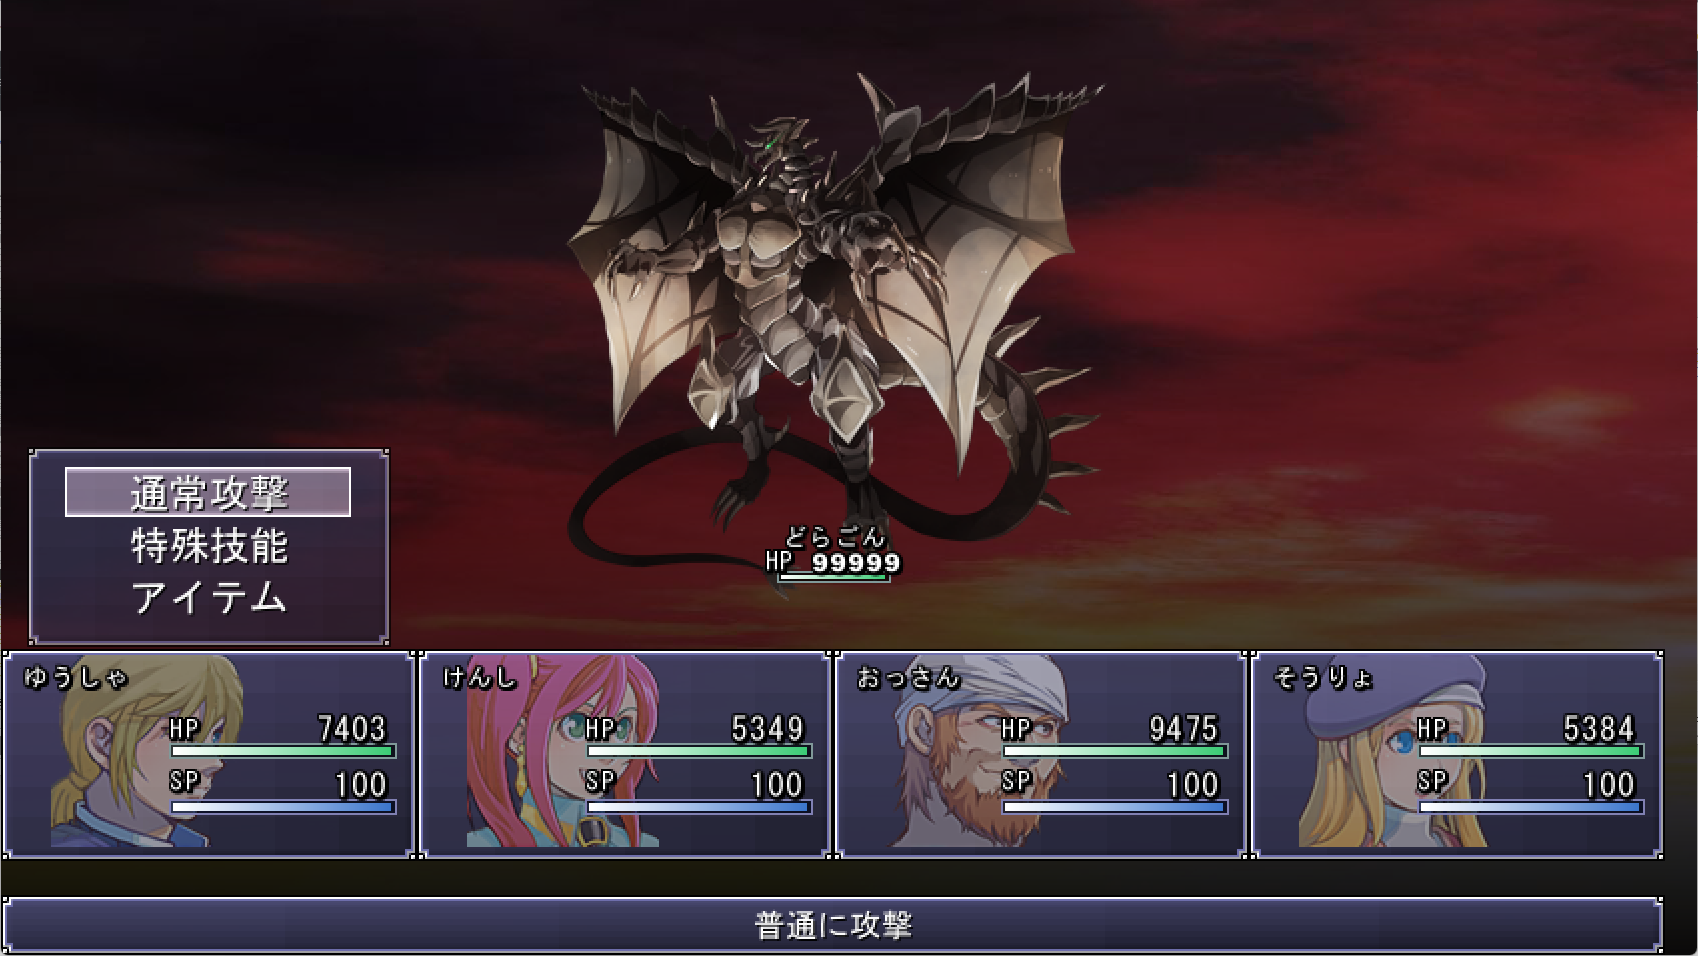 どらごん
HP 99999
通常攻撃
特殊技能
アイテム
ゆうしゃ
HP 7403
SP 100
けんし
HP 5349
SP 100
おっさん
HP 9475
SP 100
そうりょ
HP 5384
SP 100
普通に攻撃